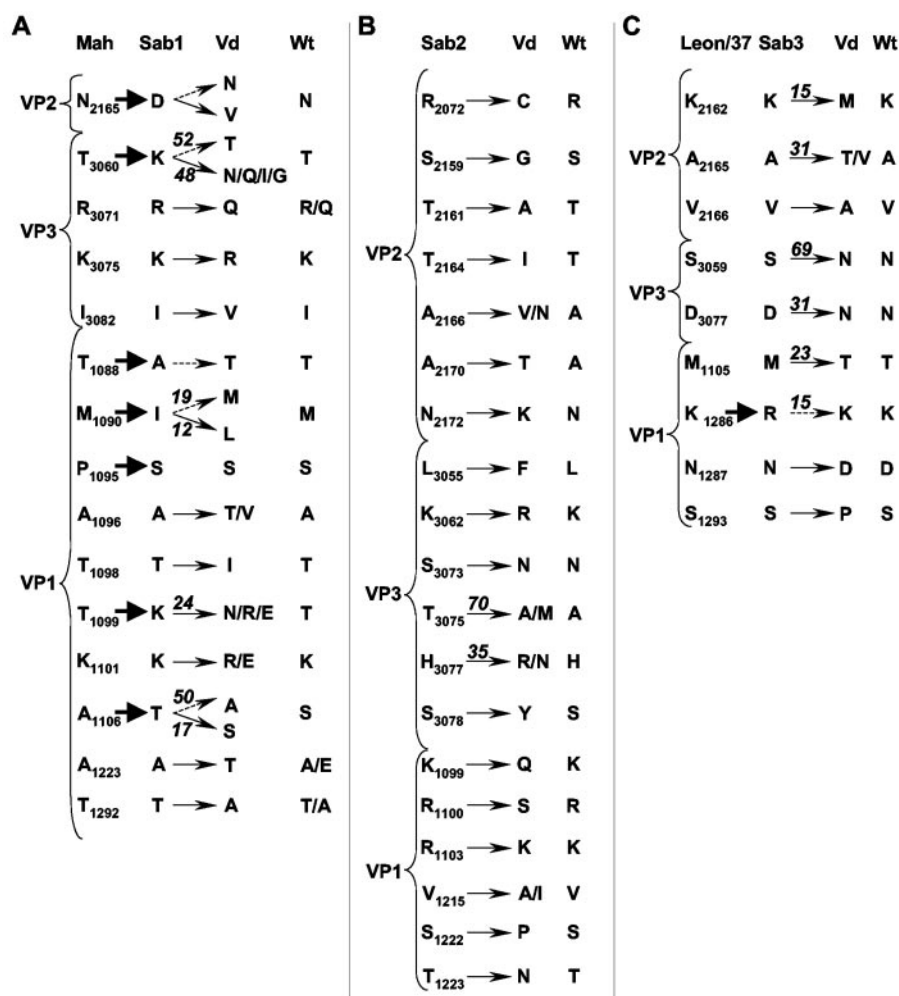 A
Mah Sab1 Vd Wt
VP2
N2165 D N V N
VP3
T3060 K 52 T 48 N/Q/I/G T
R3071 R Q R/Q
K3075 K R K
I3082 I V I
VP1
T1088 A T T
M1090 I 19 M 12 L M
P1095 S S S
A1096 A T/V A
T1098 T I T
T1099 K 24 N/R/E T
K1101 K R/E K
A1106 T 50 A 17 S S
A1223 A T A/E
T1292 T A T/A
B
Sab2 Vd Wt
VP2
R2072 C R
S2159 G S
T2161 A T
T2164 I T
A2166 V/N A
A2170 T A
N2172 K N
VP3
L3055 F L
K3062 R K
S3073 N N
T3075 70 A/M A
H3077 35 R/N H
S3078 Y S
VP1
K1099 Q K
R1100 S R
R1103 K K
V1215 A/I V
S1222 P S
T1223 N T
C
Leon/37 Sab3 Vd Wt
VP2
K2162 K 15 M K
A2165 A 31 T/V A
V2166 V A V
VP3
S3059 S 69 N N
D3077 D 31 N N
VP1
M1105 M 23 T T
K1286 R 15 K K
N1287 N D D
S1293 S P S